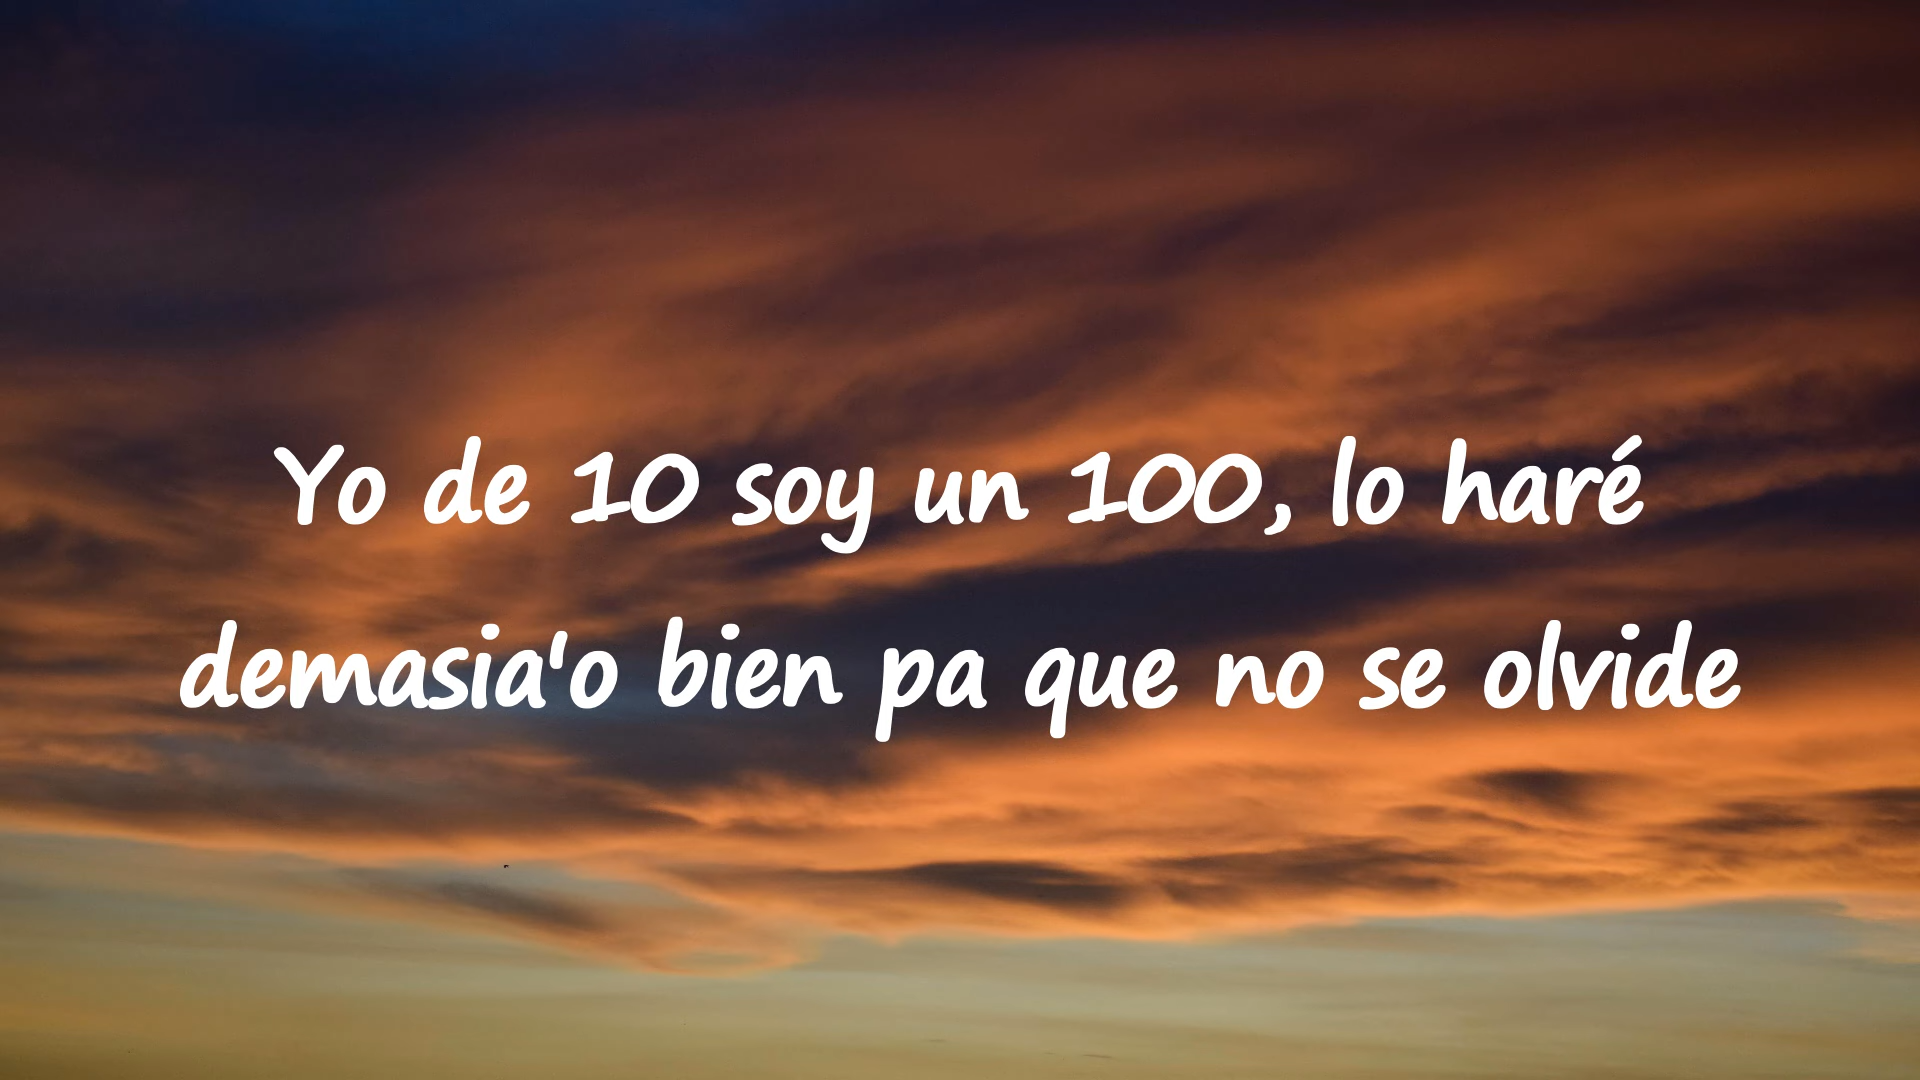 Yo de 10 soy un 100, lo haré
demasia'o bien pa que no se olvide